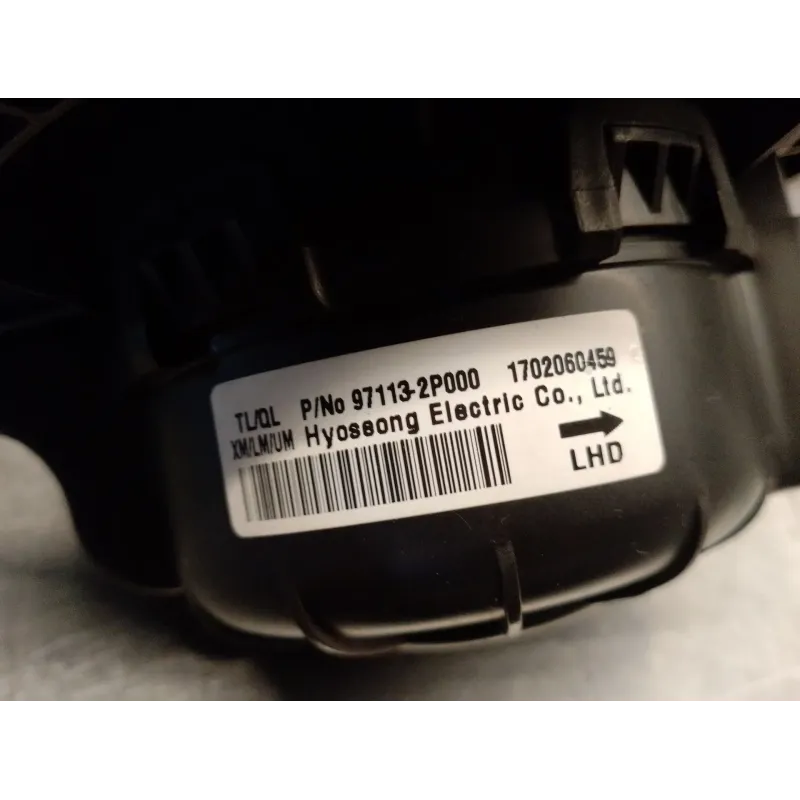 TL/QL P/No 97113-2P000 1702060459
XM/LM/UM Hyoseong Electric Co., Ltd.
LHD